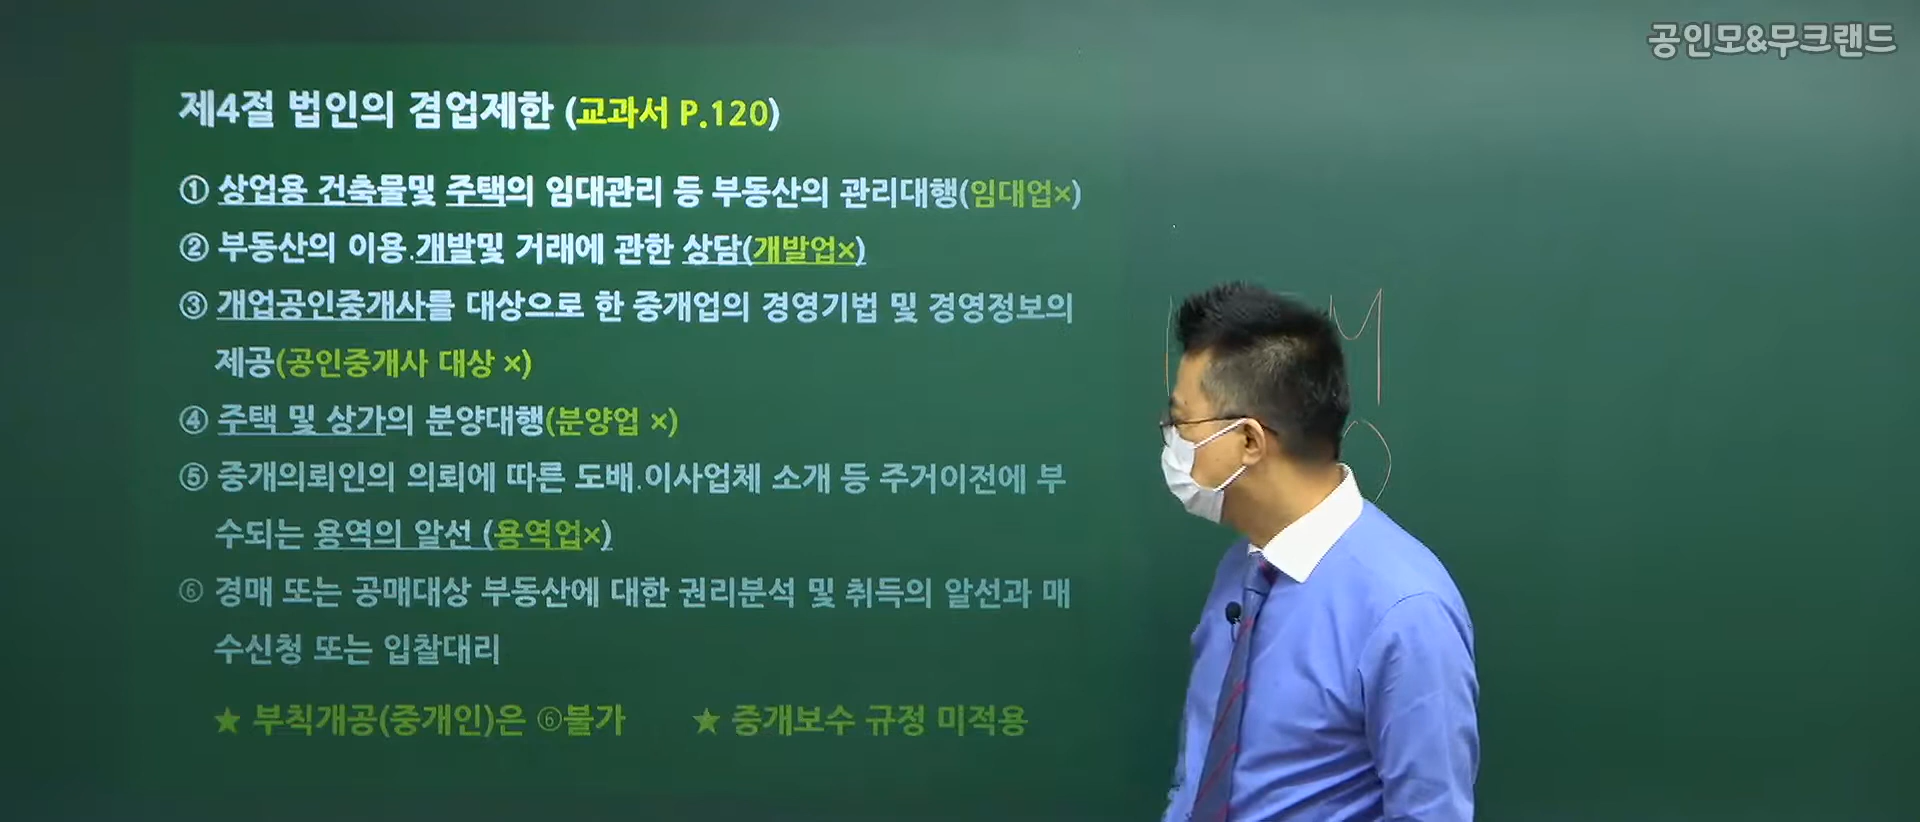 공인모&무크랜드
제4절 법인의 겸업제한 (교과서 P.120)
① 상업용 건축물및 주택의 임대관리 등 부동산의 관리대행(임대업×)
② 부동산의 이용.개발및 거래에 관한 상담(개발업×)
③ 개업공인중개사를 대상으로 한 중개업의 경영기법 및 경영정보의
제공(공인중개사 대상 ×)
④ 주택 및 상가의 분양대행(분양업 ×)
⑤ 중개의뢰인의 의뢰에 따른 도배.이사업체 소개 등 주거이전에 부
수되는 용역의 알선 (용역업×)
⑥ 경매 또는 공매대상 부동산에 대한 권리분석 및 취득의 알선과 매
수신청 또는 입찰대리
★ 부칙개공(중개인)은 ⑥불가 ★ 중개보수 규정 미적용